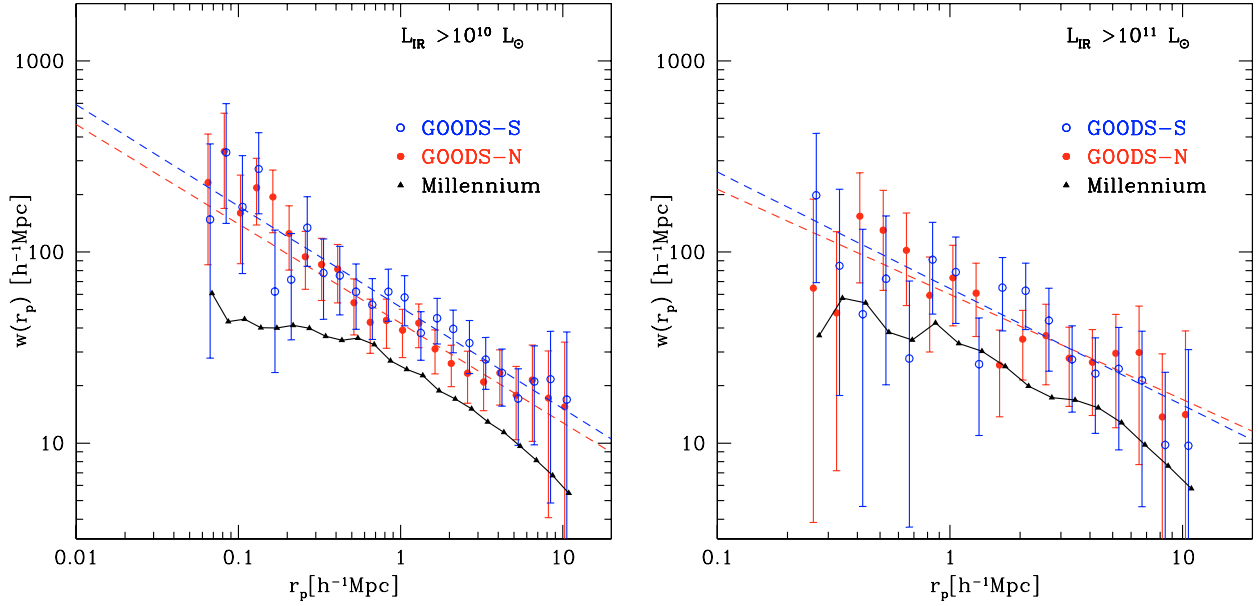 L_IR >10^10 L_⊙
1000
100
10
w(r_p) [h⁻¹Mpc]
GOODS−S
GOODS−N
Millennium
0.01
0.1
1
10
r_p[h⁻¹Mpc]
L_IR >10^11 L_⊙
1000
100
10
w(r_p) [h⁻¹Mpc]
GOODS−S
GOODS−N
Millennium
0.1
1
10
r_p[h⁻¹Mpc]